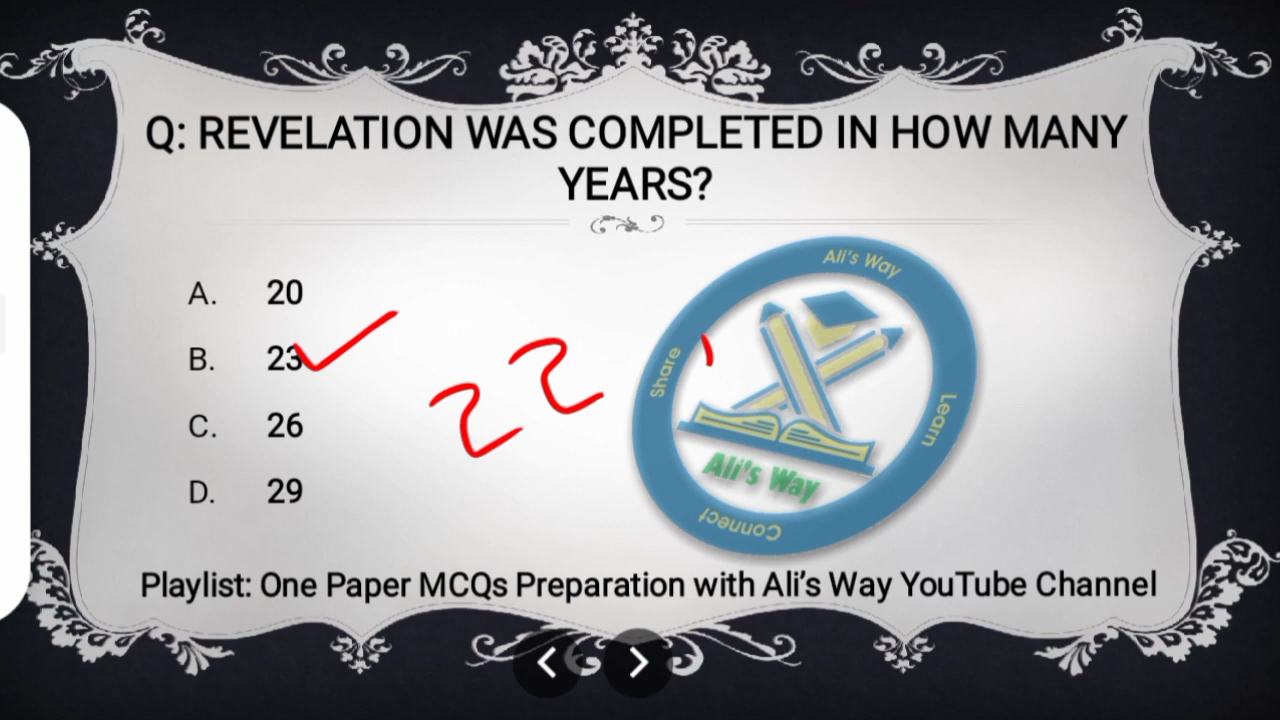 Q: REVELATION WAS COMPLETED IN HOW MANY
YEARS?
A. 20
B. 23
C. 26
D. 29
22
Ali's Way
Share
Learn
Ali's Way
Connect
Playlist: One Paper MCQs Preparation with Ali's Way YouTube Channel